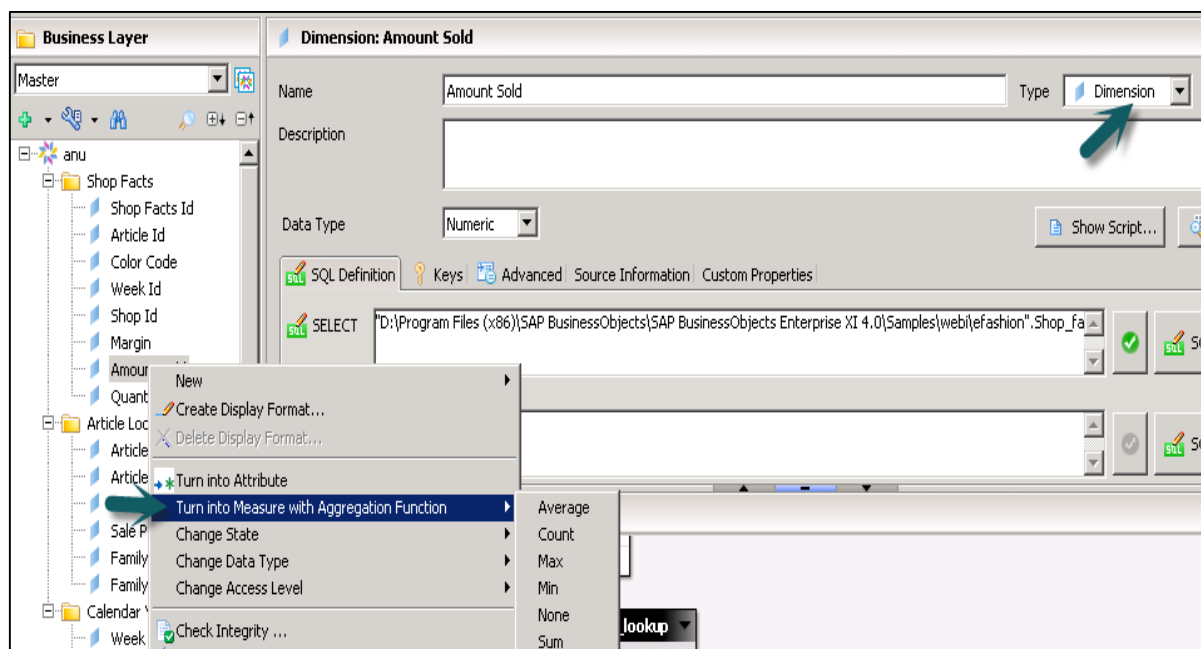 Business Layer
Master
anu
Shop Facts
Shop Facts Id
Article Id
Color Code
Week Id
Shop Id
Margin
Amour
Quant
Article Loo
Article
Article
Sale P
Family
Family
Calendar
Week
Dimension: Amount Sold
Name Amount Sold Type Dimension
Description
Data Type Numeric Show Script...
SQL Definition Keys Advanced Source Information Custom Properties
SELECT "D:\Program Files (x86)\SAP BusinessObjects\SAP BusinessObjects Enterprise XI 4.0\Samples\webi\efashion".Shop_fa
New
Create Display Format...
Delete Display Format...
Turn into Attribute
Turn into Measure with Aggregation Function
Change State
Change Data Type
Change Access Level
Check Integrity ...
Average
Count
Max
Min
None
Sum
_lookup